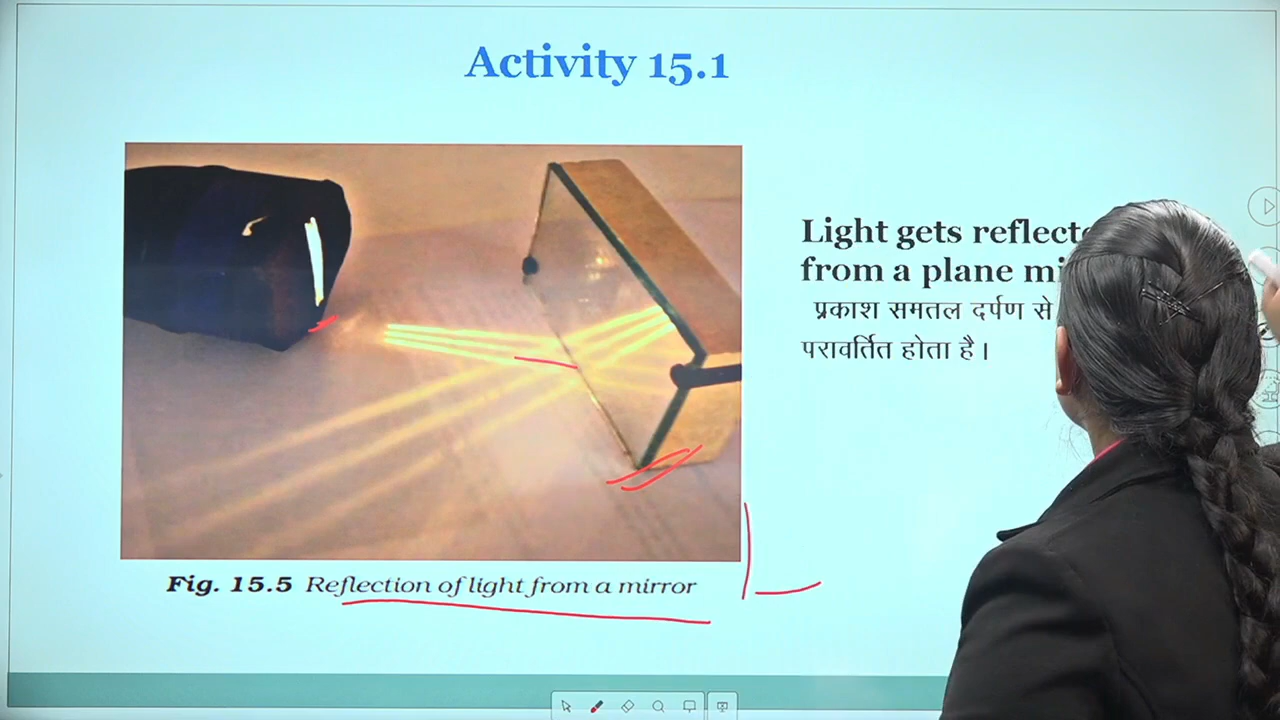 Activity 15.1
Light gets reflecte
from a plane mi
प्रकाश समतल दर्पण से
परावर्तित होता है।
Fig. 15.5 Reflection of light from a mirror